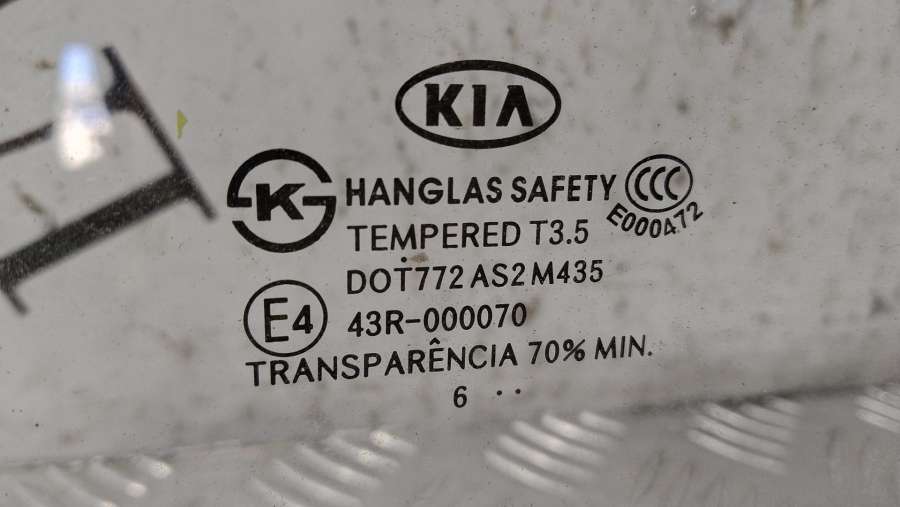 KIA
K HANGLAS SAFETY CCC
E000472
TEMPERED T3.5
DOT772 AS2 M435
E4 43R-000070
TRANSPARÊNCIA 70% MIN.
6 ..